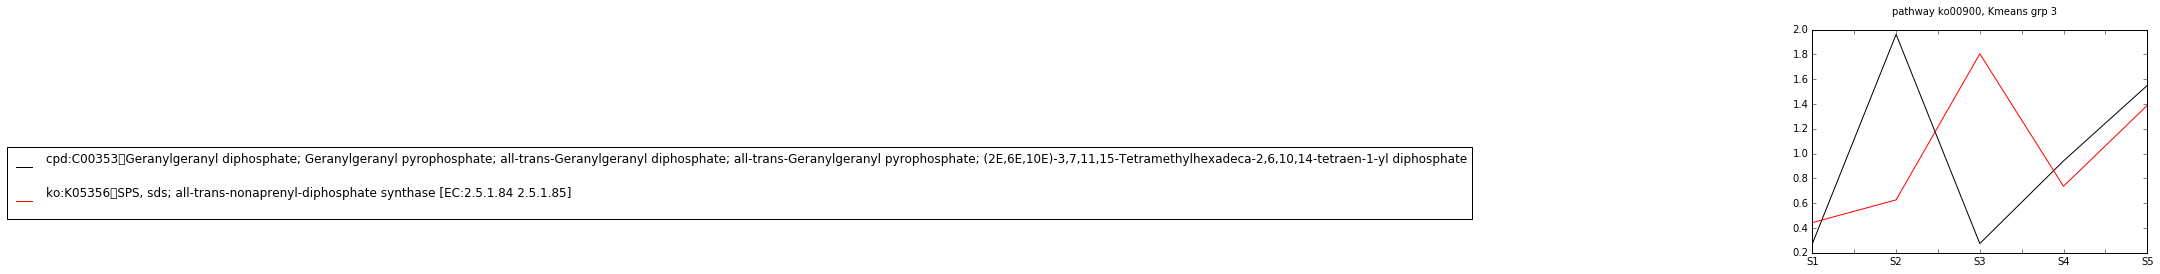 pathway ko00900, Kmeans grp 3
2.0
1.8
1.6
1.4
1.2
1.0
0.8
0.6
0.4
0.2
S1 S2 S3 S4 S5
cpd:C00353▯Geranylgeranyl diphosphate; Geranylgeranyl pyrophosphate; all-trans-Geranylgeranyl diphosphate; all-trans-Geranylgeranyl pyrophosphate; (2E,6E,10E)-3,7,11,15-Tetramethylhexadeca-2,6,10,14-tetraen-1-yl diphosphate
ko:K05356▯SPS, sds; all-trans-nonaprenyl-diphosphate synthase [EC:2.5.1.84 2.5.1.85]